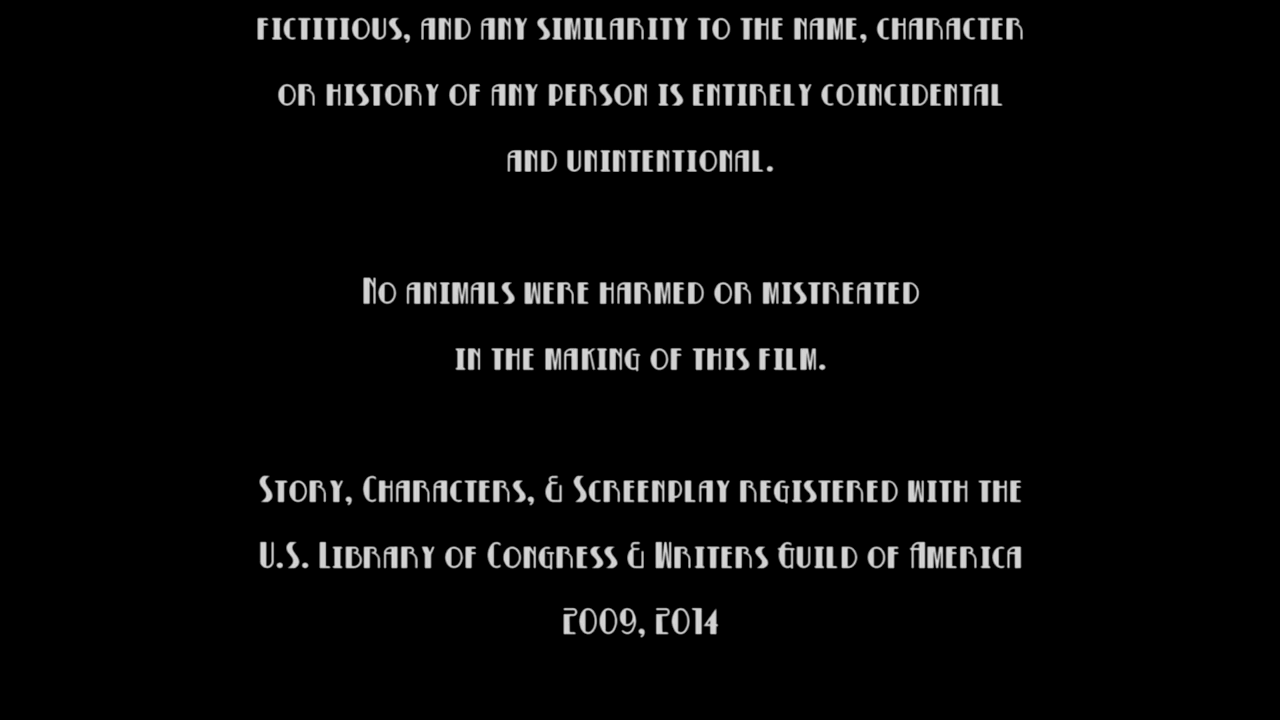 fictitious, and any similarity to the name, character
or history of any person is entirely coincidental
and unintentional.
No animals were harmed or mistreated
in the making of this film.
Story, Characters, & Screenplay registered with the
U.S. Library of Congress & Writers Guild of America
2009, 2014